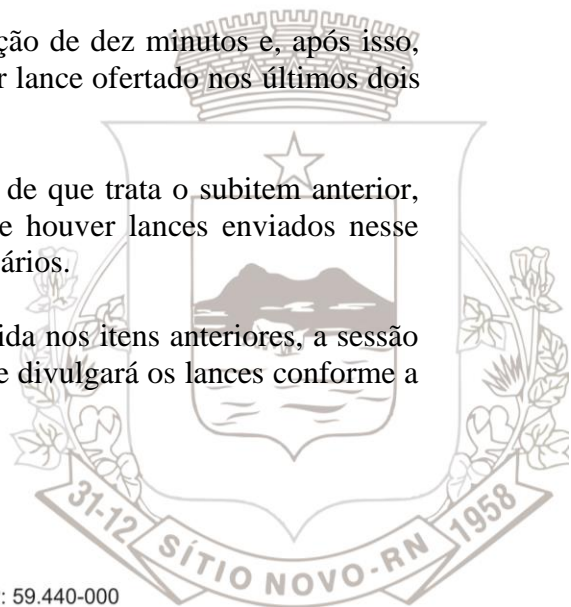 ção de dez minutos e, após isso,
r lance ofertado nos últimos dois
de que trata o subitem anterior,
e houver lances enviados nesse
ários.
ida nos itens anteriores, a sessão
e divulgará os lances conforme a
31-12 SÍTIO NOVO-RN 1958
: 59.440-000